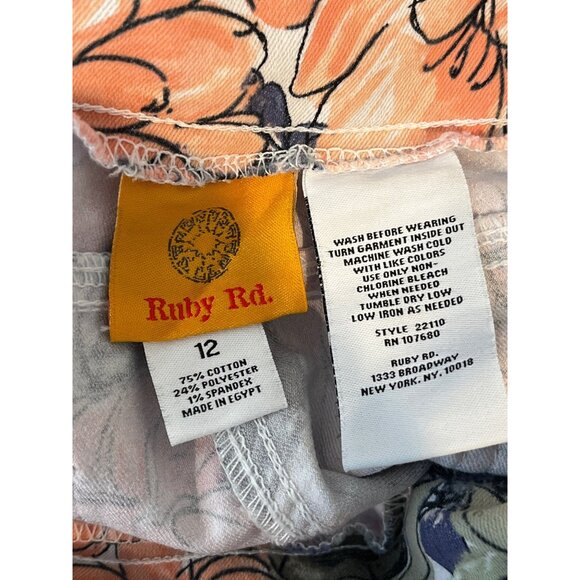 Ruby Rd.
12
75% COTTON
24% POLYESTER
1% SPANDEX
MADE IN EGYPT
WASH BEFORE WEARING
TURN GARMENT INSIDE OUT
MACHINE WASH COLD
WITH LIKE COLORS
USE ONLY NON-
CHLORINE BLEACH
WHEN NEEDED
TUMBLE DRY LOW
LOW IRON AS NEEDED
STYLE 22110
RN 107680
RUBY RD.
1333 BROADWAY
NEW YORK, NY. 10018